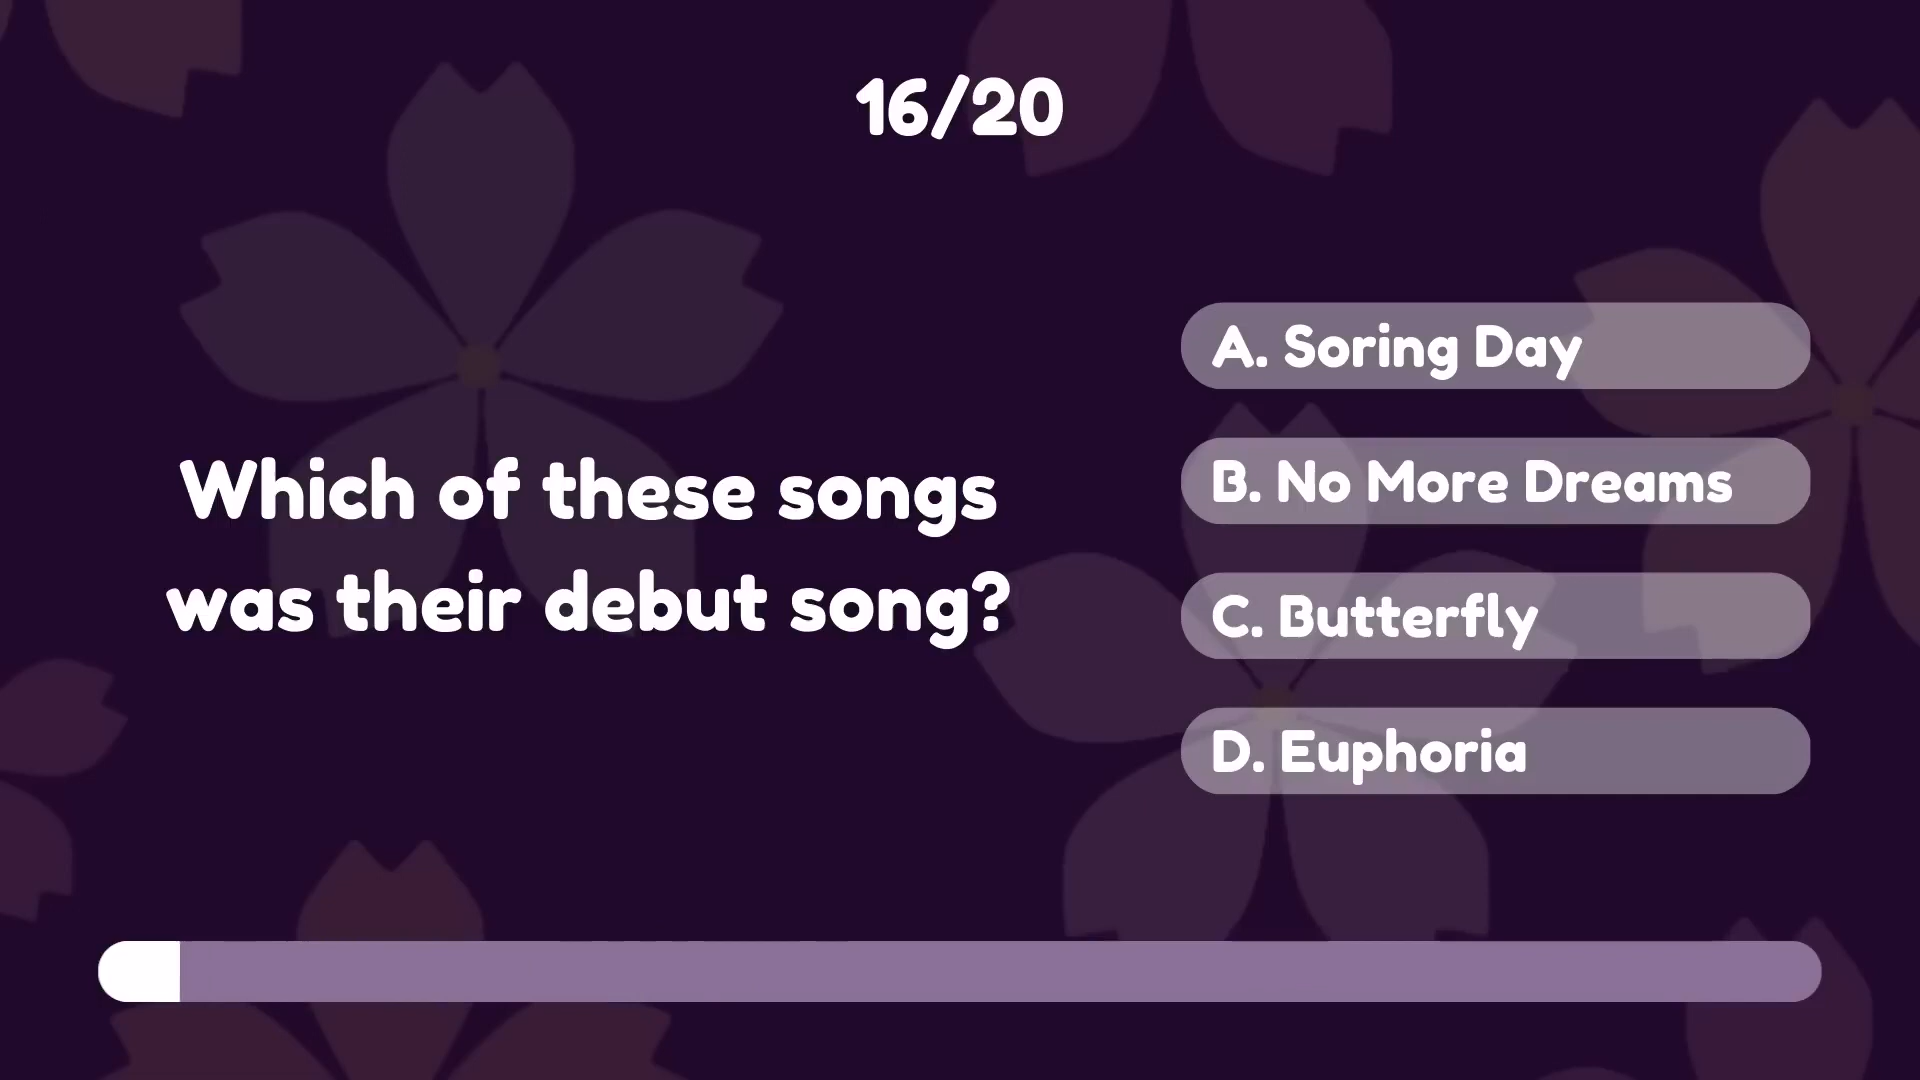 16/20
Which of these songs
was their debut song?
A. Soring Day
B. No More Dreams
C. Butterfly
D. Euphoria